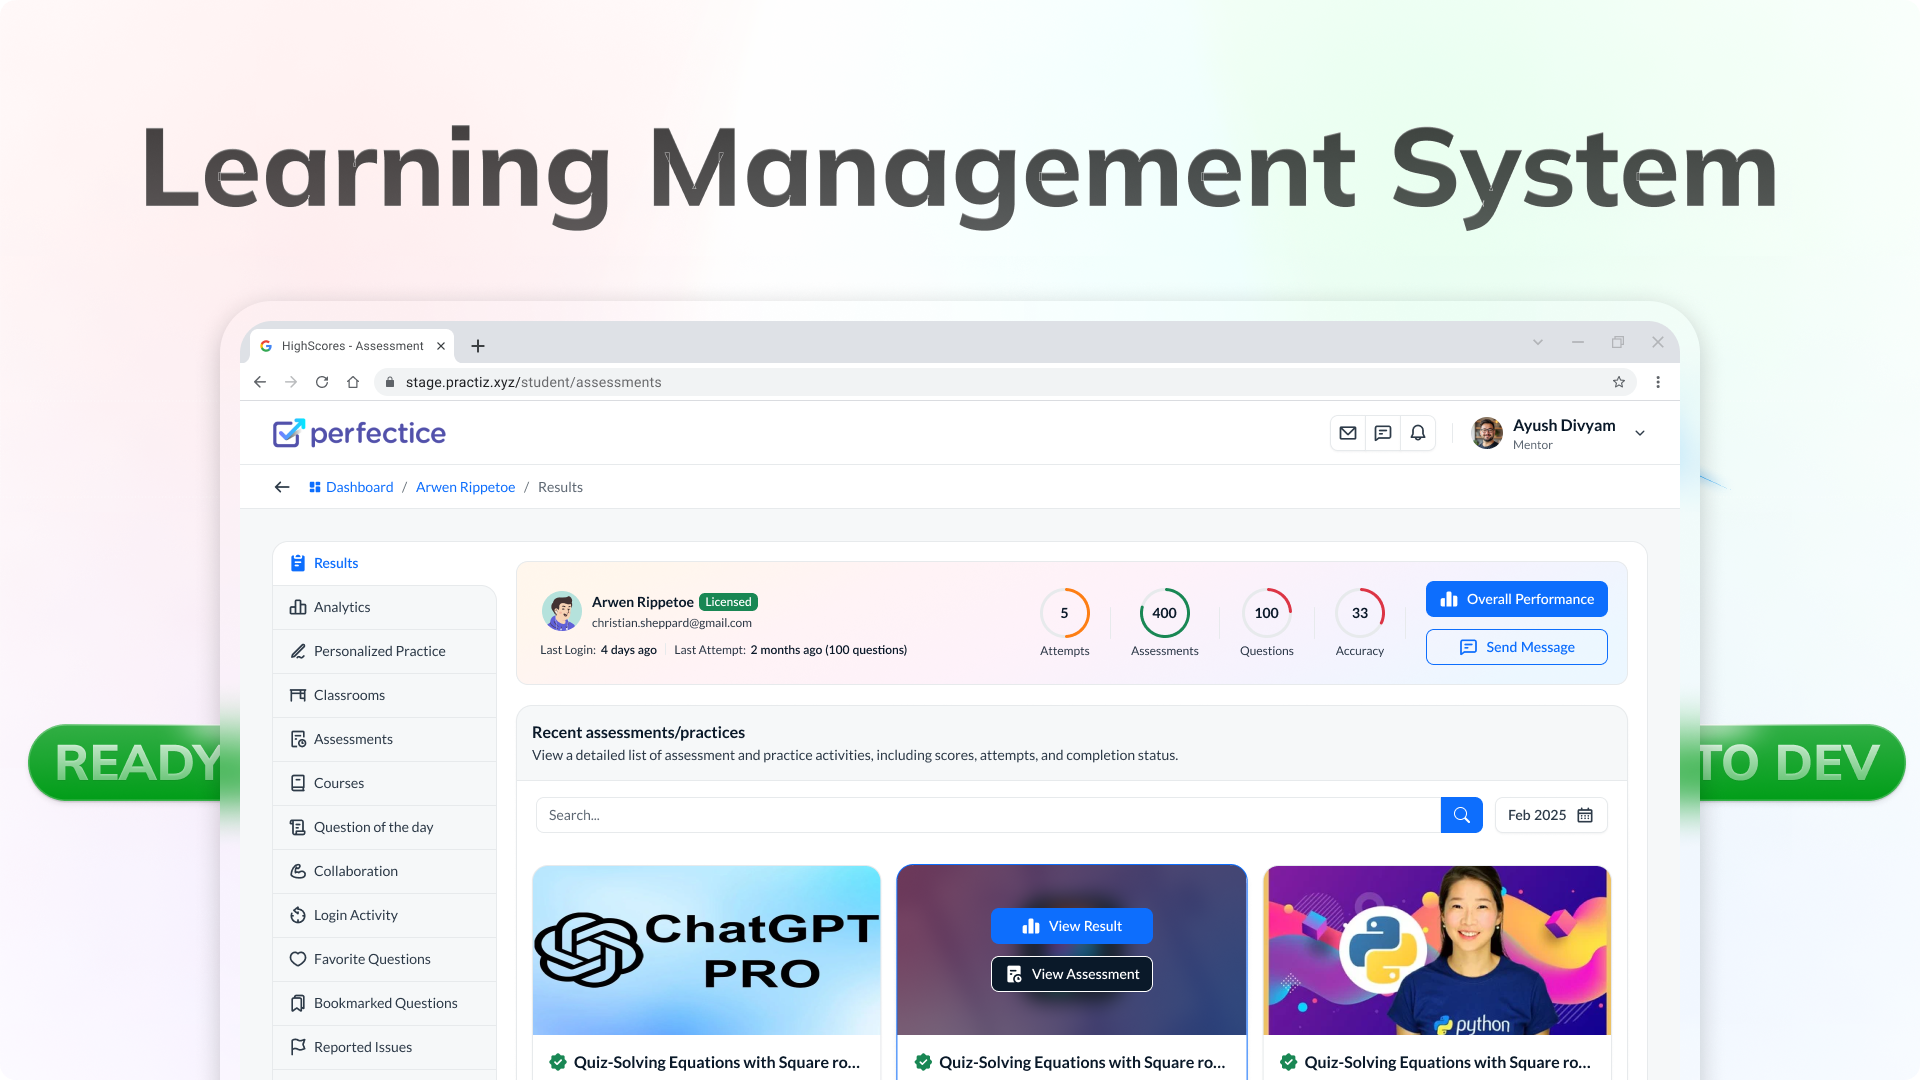 Learning Management System
HighScores - Assessment
stage.practiz.xyz/student/assessments
perfectice
Ayush Divyam
Mentor
Dashboard / Arwen Rippetoe / Results
Results
Analytics
Personalized Practice
Classrooms
Assessments
Courses
Question of the day
Collaboration
Login Activity
Favorite Questions
Bookmarked Questions
Reported Issues
Arwen Rippetoe Licensed
christian.sheppard@gmail.com
Last Login: 4 days ago Last Attempt: 2 months ago (100 questions)
5
Attempts
400
Assessments
100
Questions
33
Accuracy
Overall Performance
Send Message
READY
TO DEV
Recent assessments/practices
View a detailed list of assessment and practice activities, including scores, attempts, and completion status.
Search...
Feb 2025
ChatGPT
PRO
View Result
View Assessment
python
Quiz-Solving Equations with Square ro...
Quiz-Solving Equations with Square ro...
Quiz-Solving Equations with Square ro...